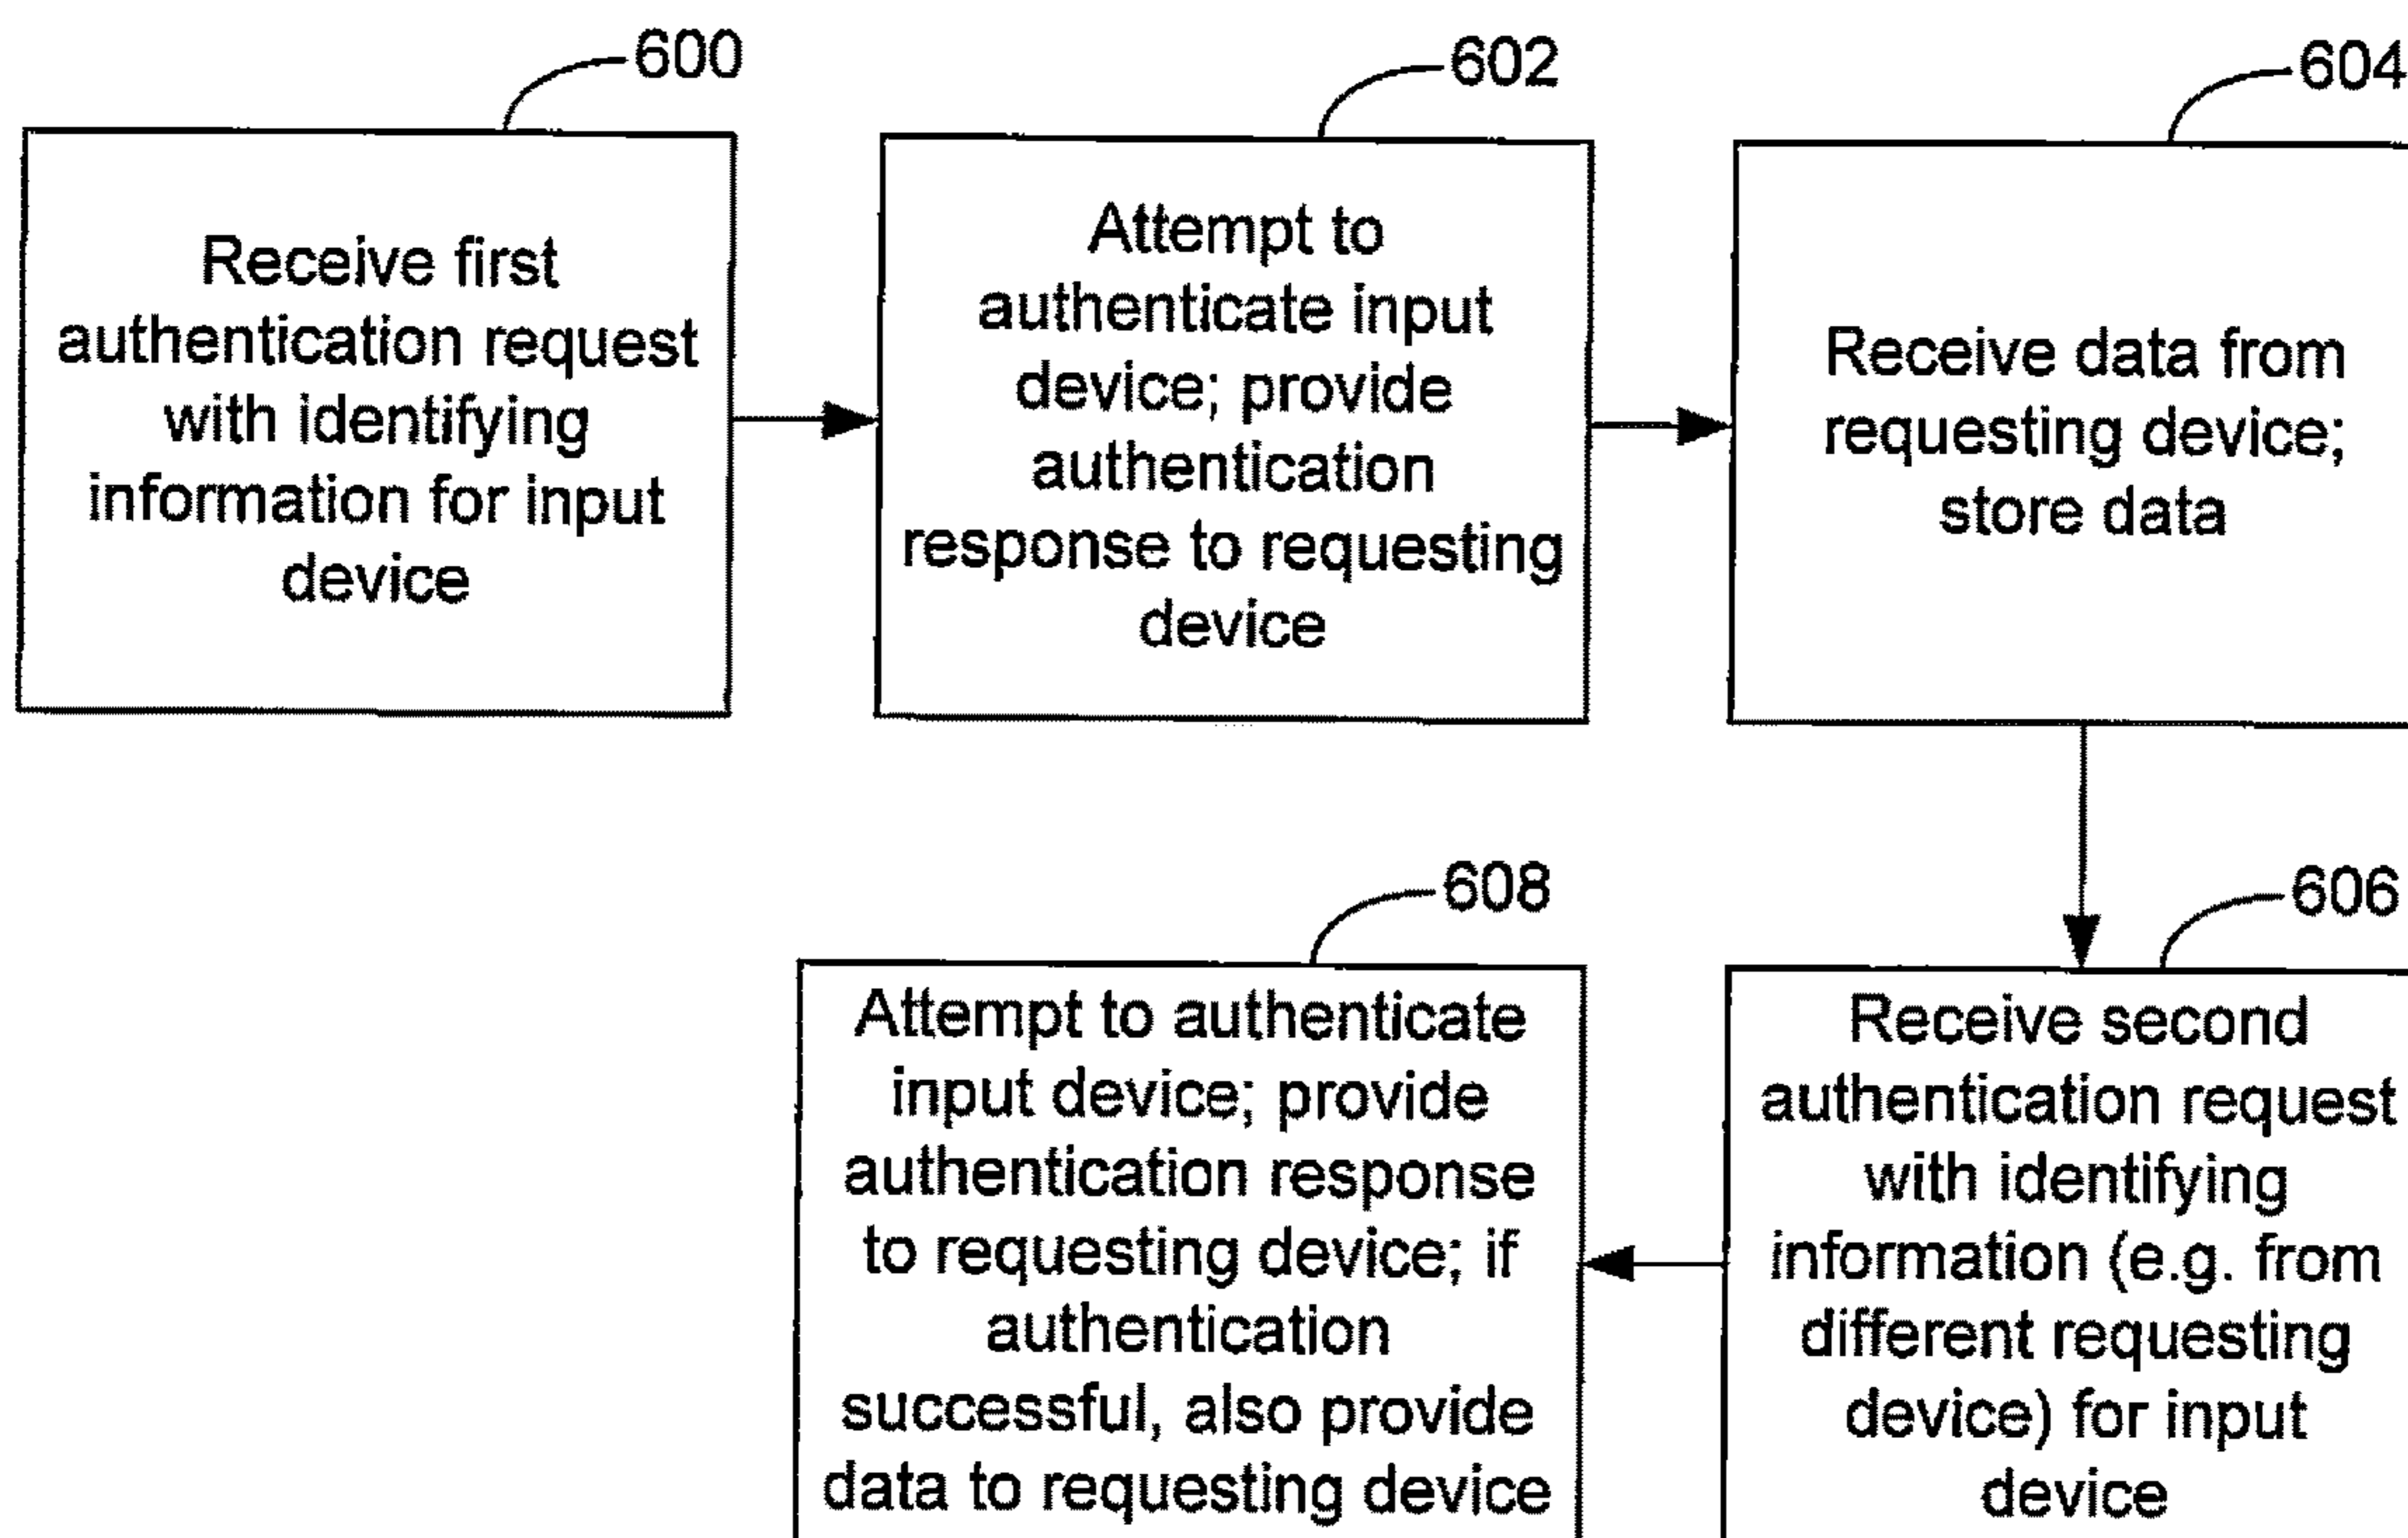 600
Receive first
authentication request
with identifying
information for input
device
602
Attempt to
authenticate input
device; provide
authentication
response to requesting
device
604
Receive data from
requesting device;
store data
606
Receive second
authentication request
with identifying
information (e.g. from
different requesting
device) for input
device
608
Attempt to authenticate
input device; provide
authentication response
to requesting device; if
authentication
successful, also provide
data to requesting device